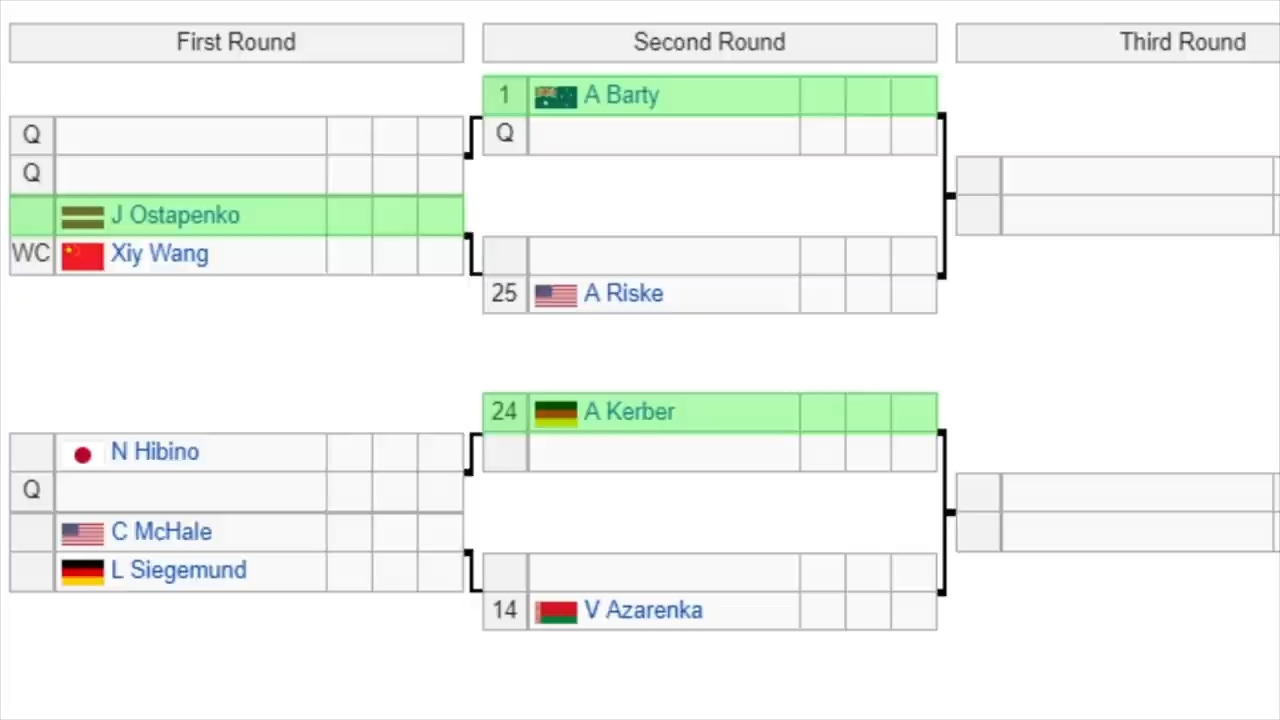 First Round
Second Round
Third Round
1 A Barty
Q
Q
Q
J Ostapenko
WC Xiy Wang
25 A Riske
24 A Kerber
N Hibino
Q
C McHale
L Siegemund
14 V Azarenka